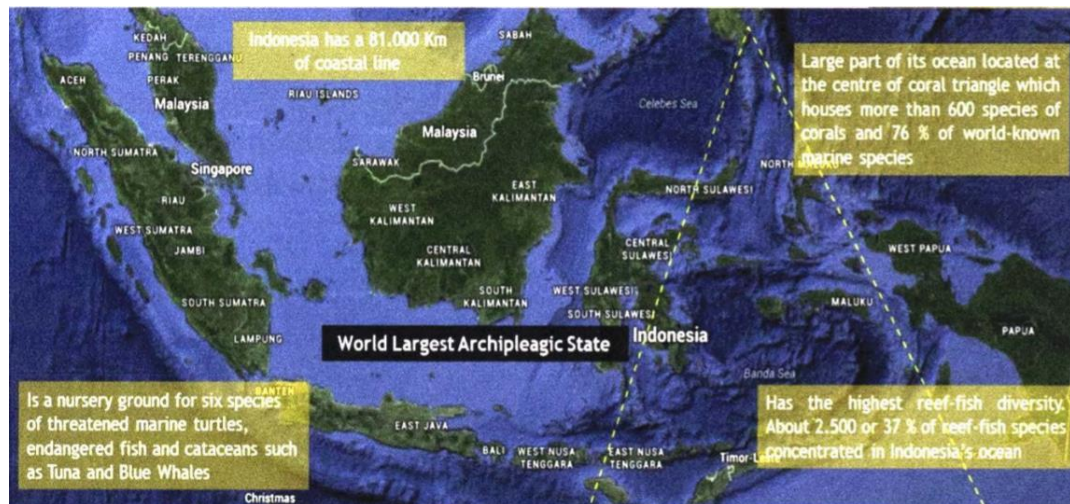 KEDAH
PENANG TERENGGANU
ACEH
PERAK
Malaysia
Indonesia has a 81.000 Km
of coastal line
RIAU ISLANDS
SABAH
Brunei
Celebes Sea
Large part of its ocean located at
the centre of coral triangle which
houses more than 600 species of
corals and 76 % of world-known
marine species
Malaysia
NORTH SUMATRA
Singapore
SARAWAK
NORTH MALUKU
RIAU
EAST
KALIMANTAN
NORTH SULAWESI
WEST
KALIMANTAN
WEST SUMATRA
JAMBI
CENTRAL
KALIMANTAN
CENTRAL
SULAWESI
WEST PAPUA
SOUTH SUMATRA
SOUTH
KALIMANTAN
WEST SULAWESI
SOUTH SULAWESI
MALUKU
LAMPUNG
World Largest Archipleagic State
Indonesia
PAPUA
Banda Sea
BANTEN
Is a nursery ground for six species
of threatened marine turtles,
endangered fish and cataceans such
as Tuna and Blue Whales
EAST JAVA
BALI
WEST NUSA
TENGGARA
EAST NUSA
TENGGARA
Has the highest reef-fish diversity.
About 2.500 or 37 % of reef-fish species
concentrated in Indonesia's ocean
Christmas